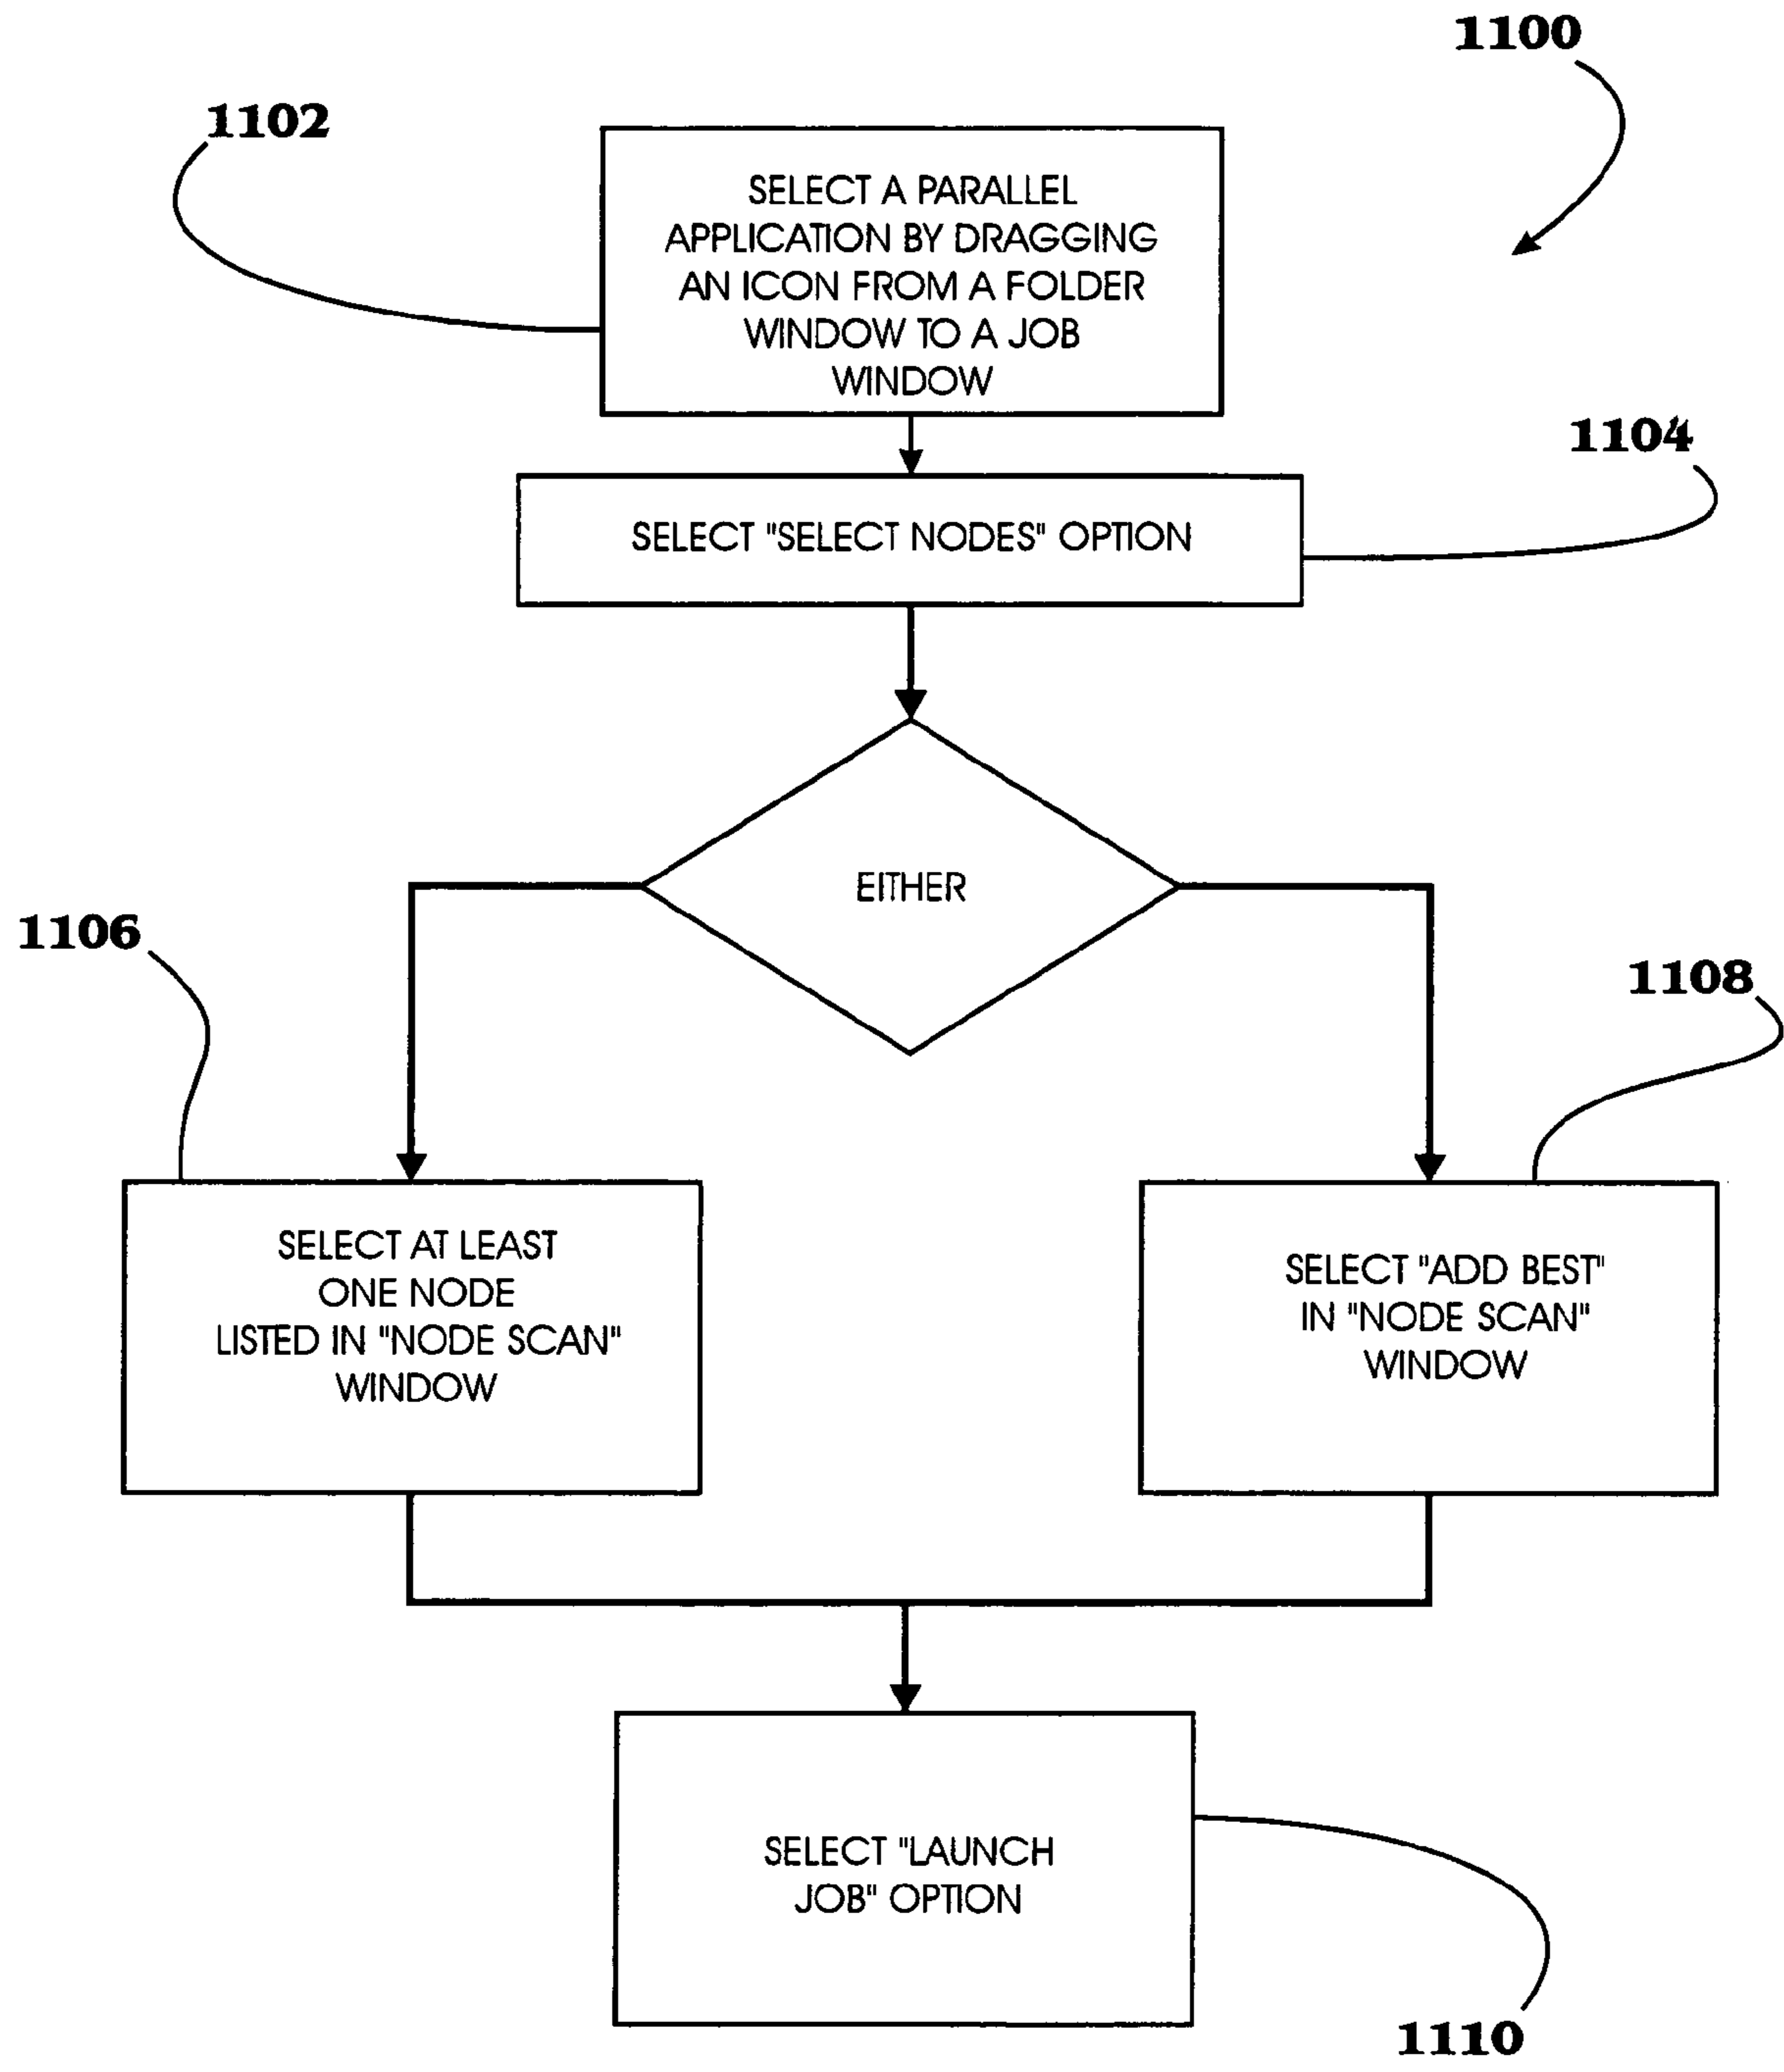 1100
1102
SELECT A PARALLEL
APPLICATION BY DRAGGING
AN ICON FROM A FOLDER
WINDOW TO A JOB
WINDOW
1104
SELECT "SELECT NODES" OPTION
EITHER
1106
1108
SELECT AT LEAST
ONE NODE
LISTED IN "NODE SCAN"
WINDOW
SELECT "ADD BEST"
IN "NODE SCAN"
WINDOW
SELECT "LAUNCH
JOB" OPTION
1110